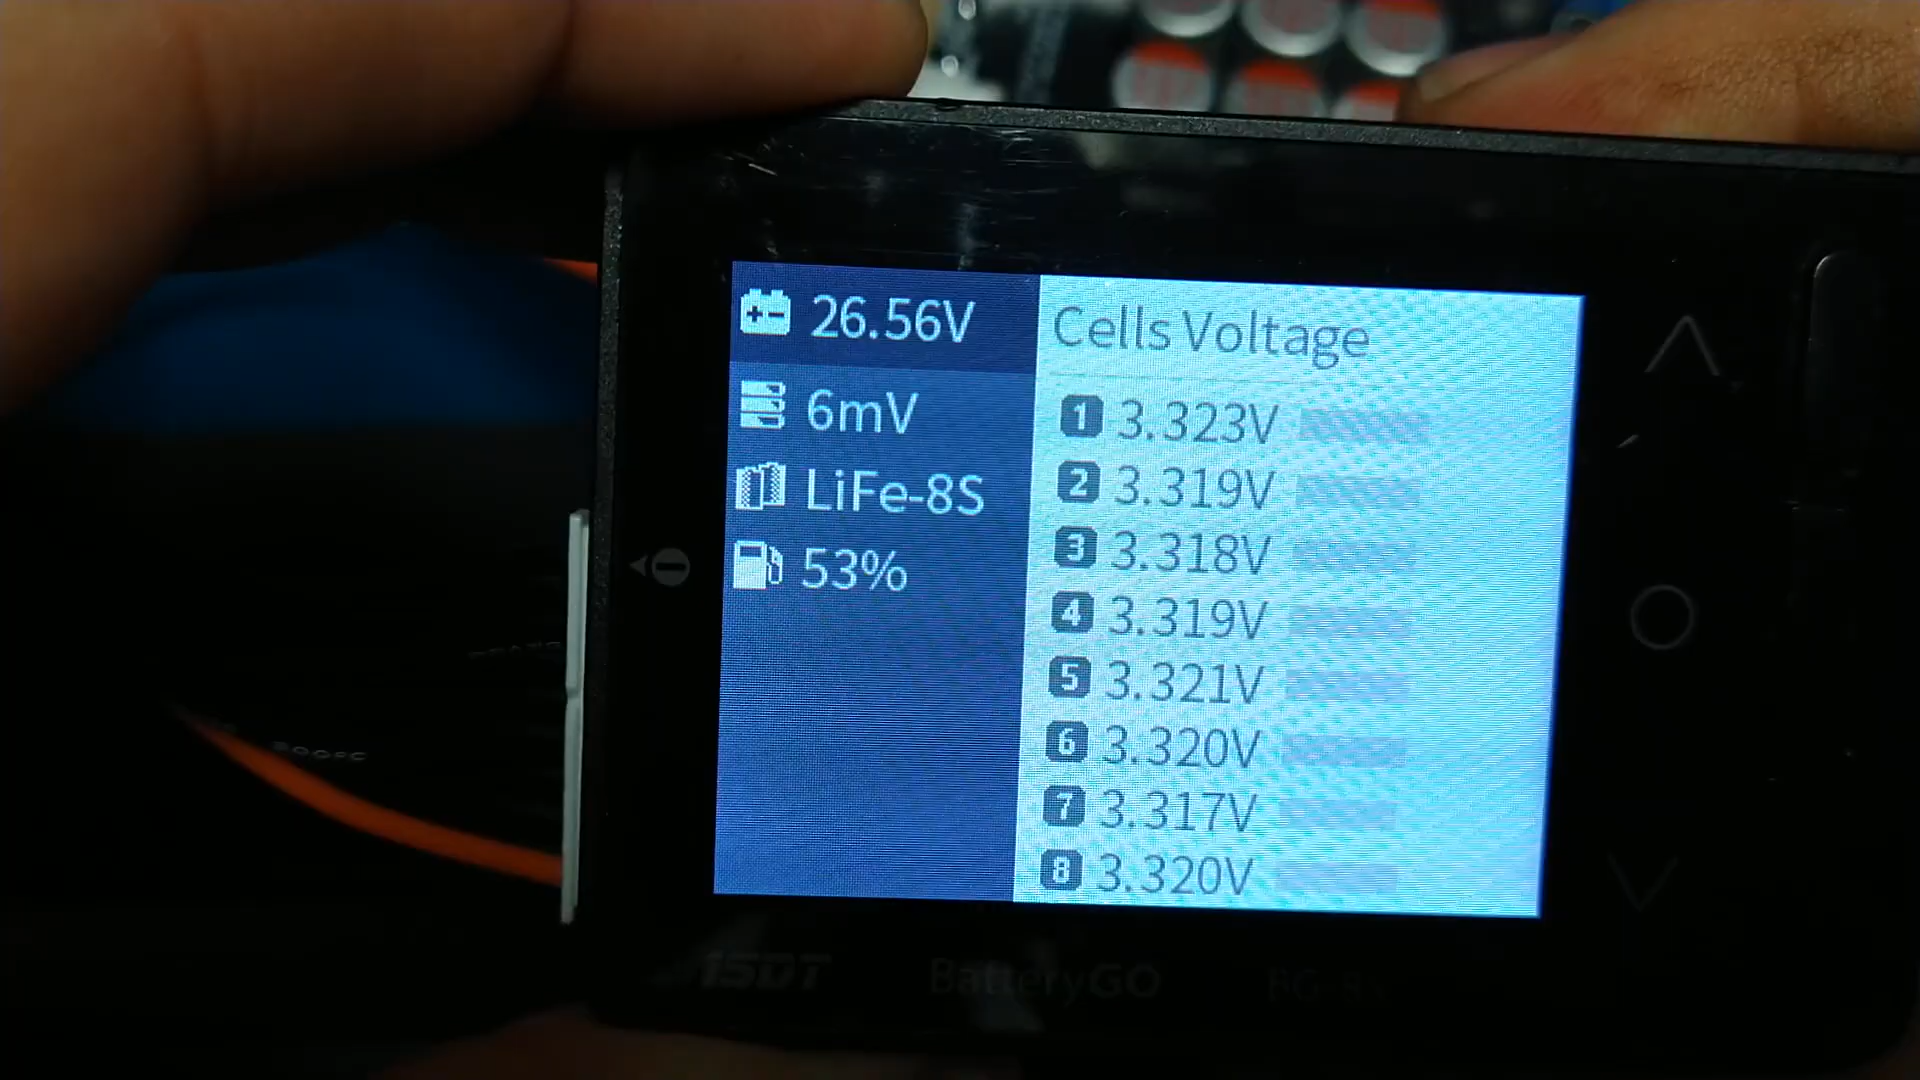 26.56V
6mV
LiFe-8S
53%
Cells Voltage
1 3.323V
2 3.319V
3 3.318V
4 3.319V
5 3.321V
6 3.320V
7 3.317V
8 3.320V
ISDT BatteryGO